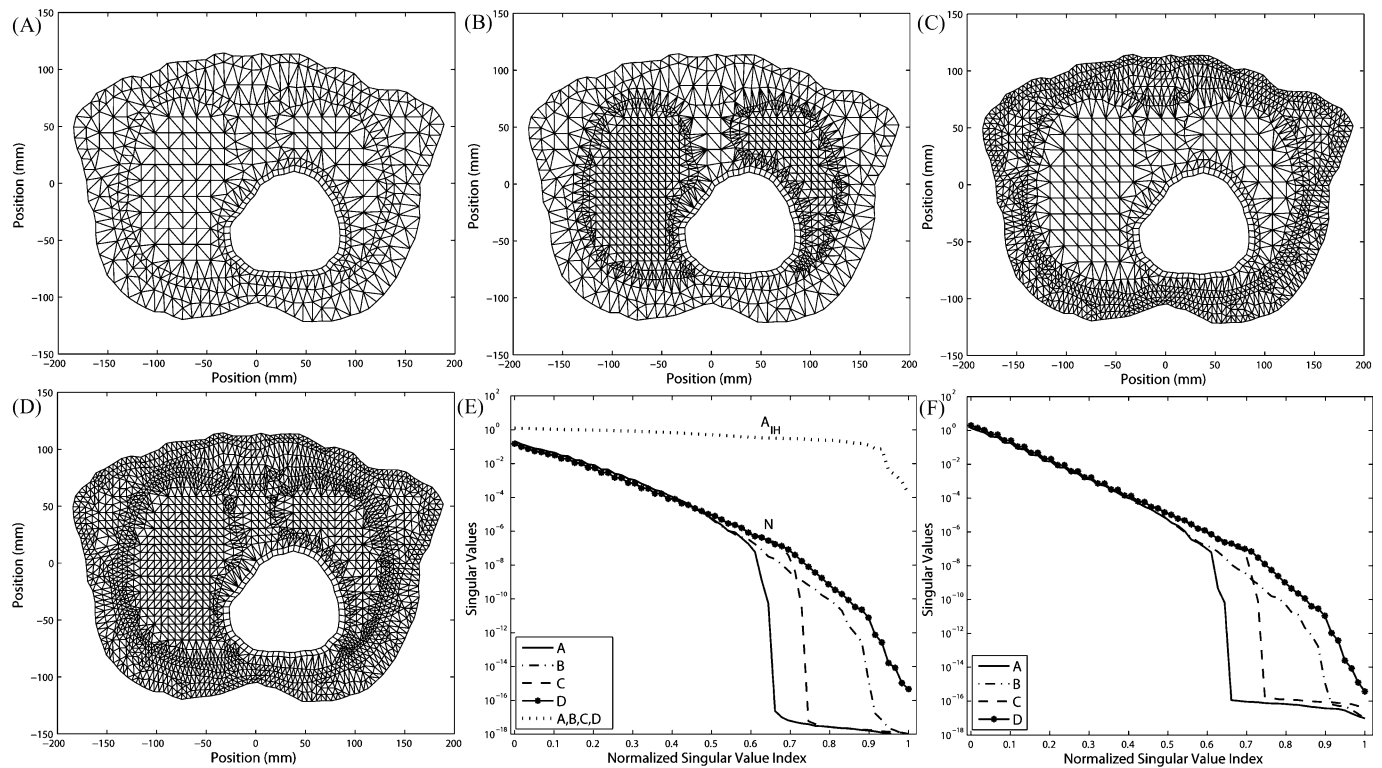 (A)
150
100
50
0
−50
−100
−150
−200 −150 −100 −50 0 50 100 150 200
Position (mm)
Position (mm)
(B)
150
100
50
0
−50
−100
−150
−200 −150 −100 −50 0 50 100 150 200
Position (mm)
Position (mm)
(C)
150
100
50
0
−50
−100
−150
−200 −150 −100 −50 0 50 100 150 200
Position (mm)
Position (mm)
(D)
150
100
50
0
−50
−100
−150
−200 −150 −100 −50 0 50 100 150 200
Position (mm)
Position (mm)
(E)
10^2
10^0
10^−2
10^−4
10^−6
10^−8
10^−10
10^−12
10^−14
10^−16
10^−18
Singular Values
A_IH
N
A
B
C
D
A,B,C,D
0 0.1 0.2 0.3 0.4 0.5 0.6 0.7 0.8 0.9 1
Normalized Singular Value Index
(F)
10^2
10^0
10^−2
10^−4
10^−6
10^−8
10^−10
10^−12
10^−14
10^−16
10^−18
Singular Values
A
B
C
D
0 0.1 0.2 0.3 0.4 0.5 0.6 0.7 0.8 0.9 1
Normalized Singular Value Index